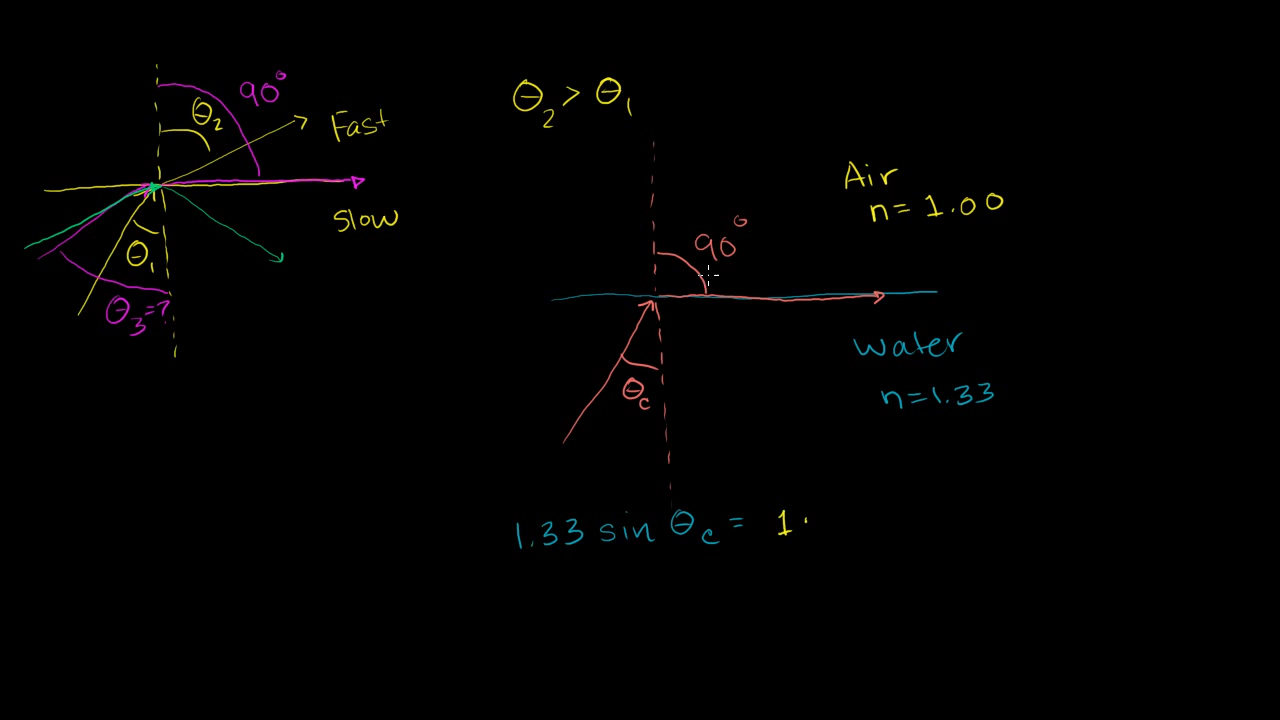 90°
θ₂
Fast
Slow
θ₁
θ₃=?
θ₂ > θ₁
Air
n = 1.00
90°
Water
n=1.33
θc
1.33 sin θc = 1.